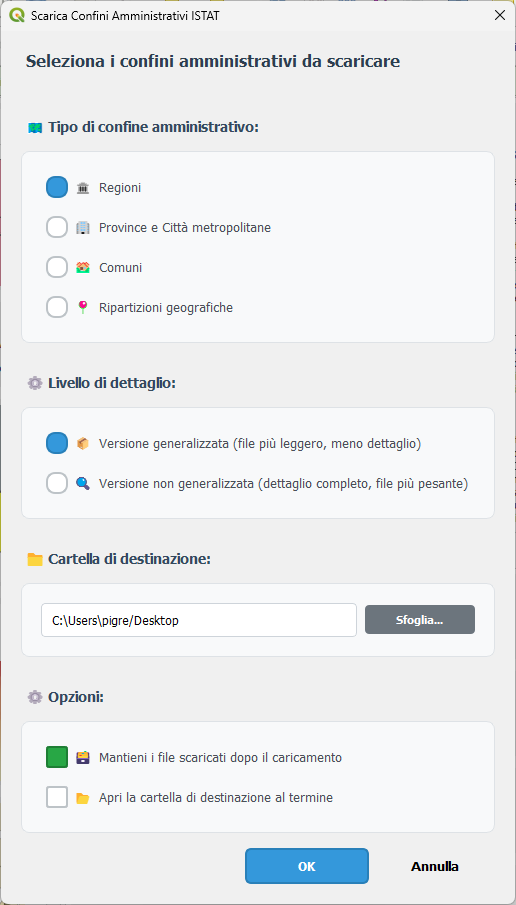 Scarica Confini Amministrativi ISTAT
Seleziona i confini amministrativi da scaricare
Tipo di confine amministrativo:
Regioni
Province e Città metropolitane
Comuni
Ripartizioni geografiche
Livello di dettaglio:
Versione generalizzata (file più leggero, meno dettaglio)
Versione non generalizzata (dettaglio completo, file più pesante)
Cartella di destinazione:
C:\Users\pigre/Desktop
Sfoglia...
Opzioni:
Mantieni i file scaricati dopo il caricamento
Apri la cartella di destinazione al termine
OK
Annulla